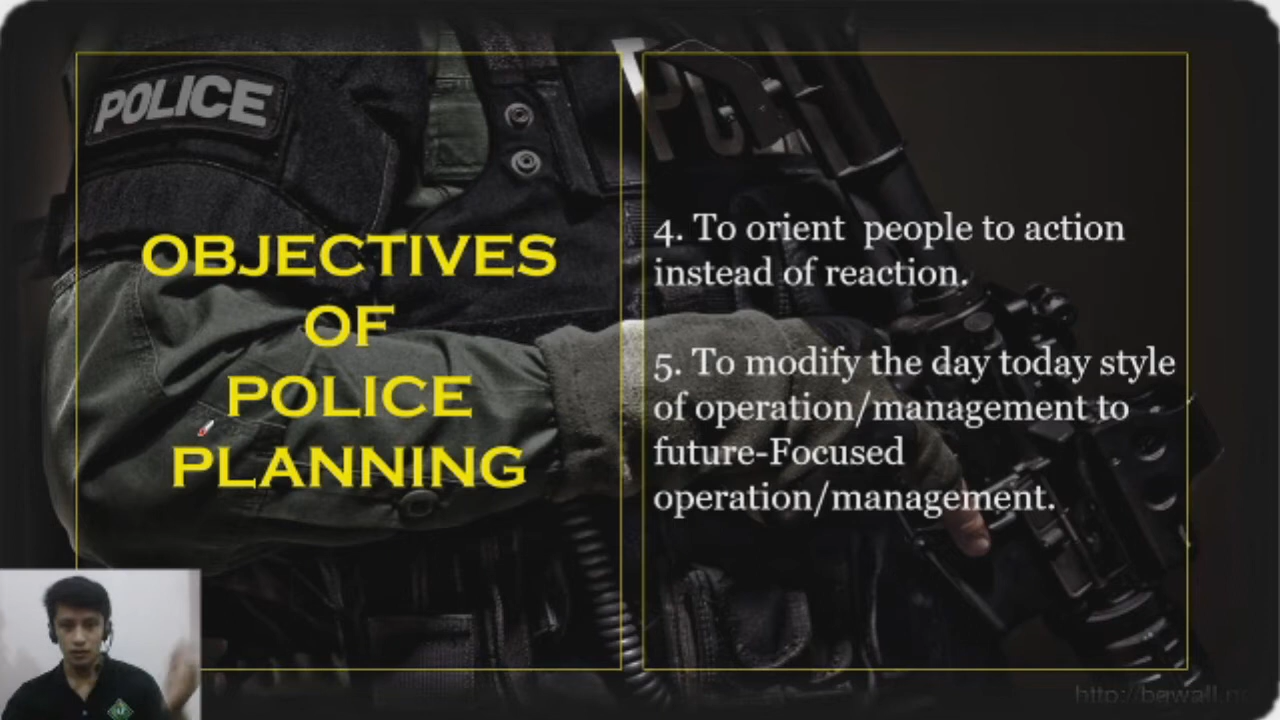 POLICE
OBJECTIVES
OF
POLICE
PLANNING
4. To orient  people to action
instead of reaction.
5. To modify the day today style
of operation/management to
future-Focused
operation/management.